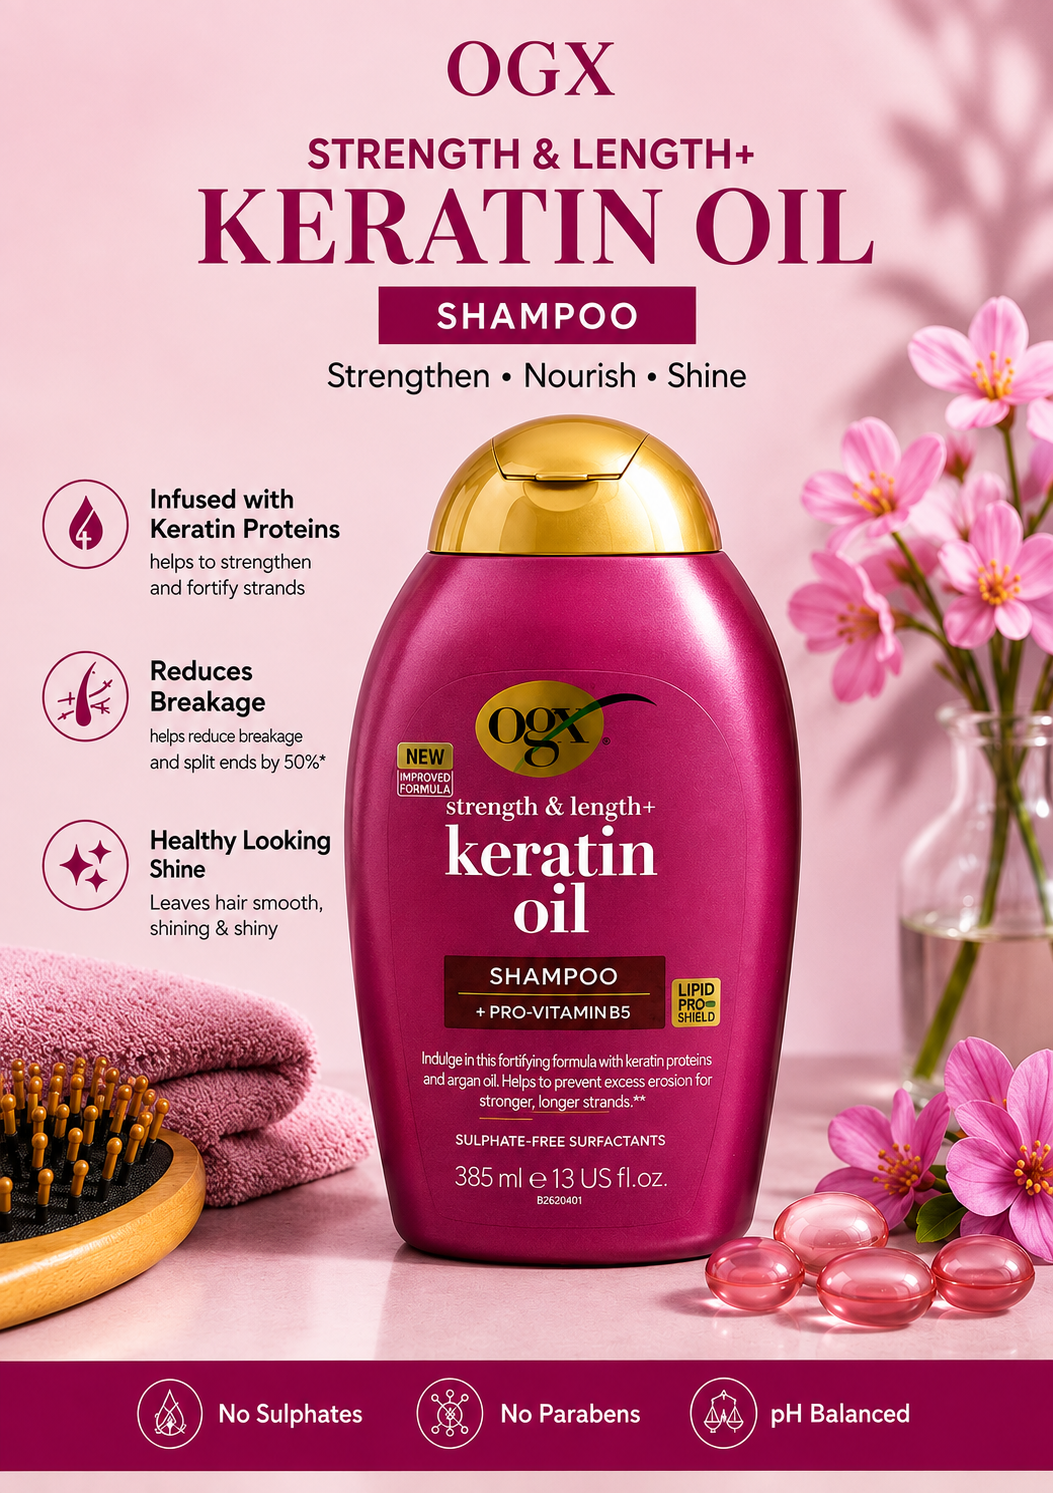 OGX
STRENGTH & LENGTH+
KERATIN OIL
SHAMPOO
Strengthen • Nourish • Shine
Infused with
Keratin Proteins
helps to strengthen
and fortify strands
Reduces
Breakage
helps reduce breakage
and split ends by 50%*
Healthy Looking
Shine
Leaves hair smooth,
shining & shiny
ogx®
NEW
IMPROVED
FORMULA
strength & length+
keratin
oil
SHAMPOO
+ PRO-VITAMIN B5
LIPID
PRO
SHIELD
Indulge in this fortifying formula with keratin proteins
and argan oil. Helps to prevent excess erosion for
stronger, longer strands.**
SULPHATE-FREE SURFACTANTS
385 ml e 13 US fl.oz.
B2620401
No Sulphates
No Parabens
pH Balanced